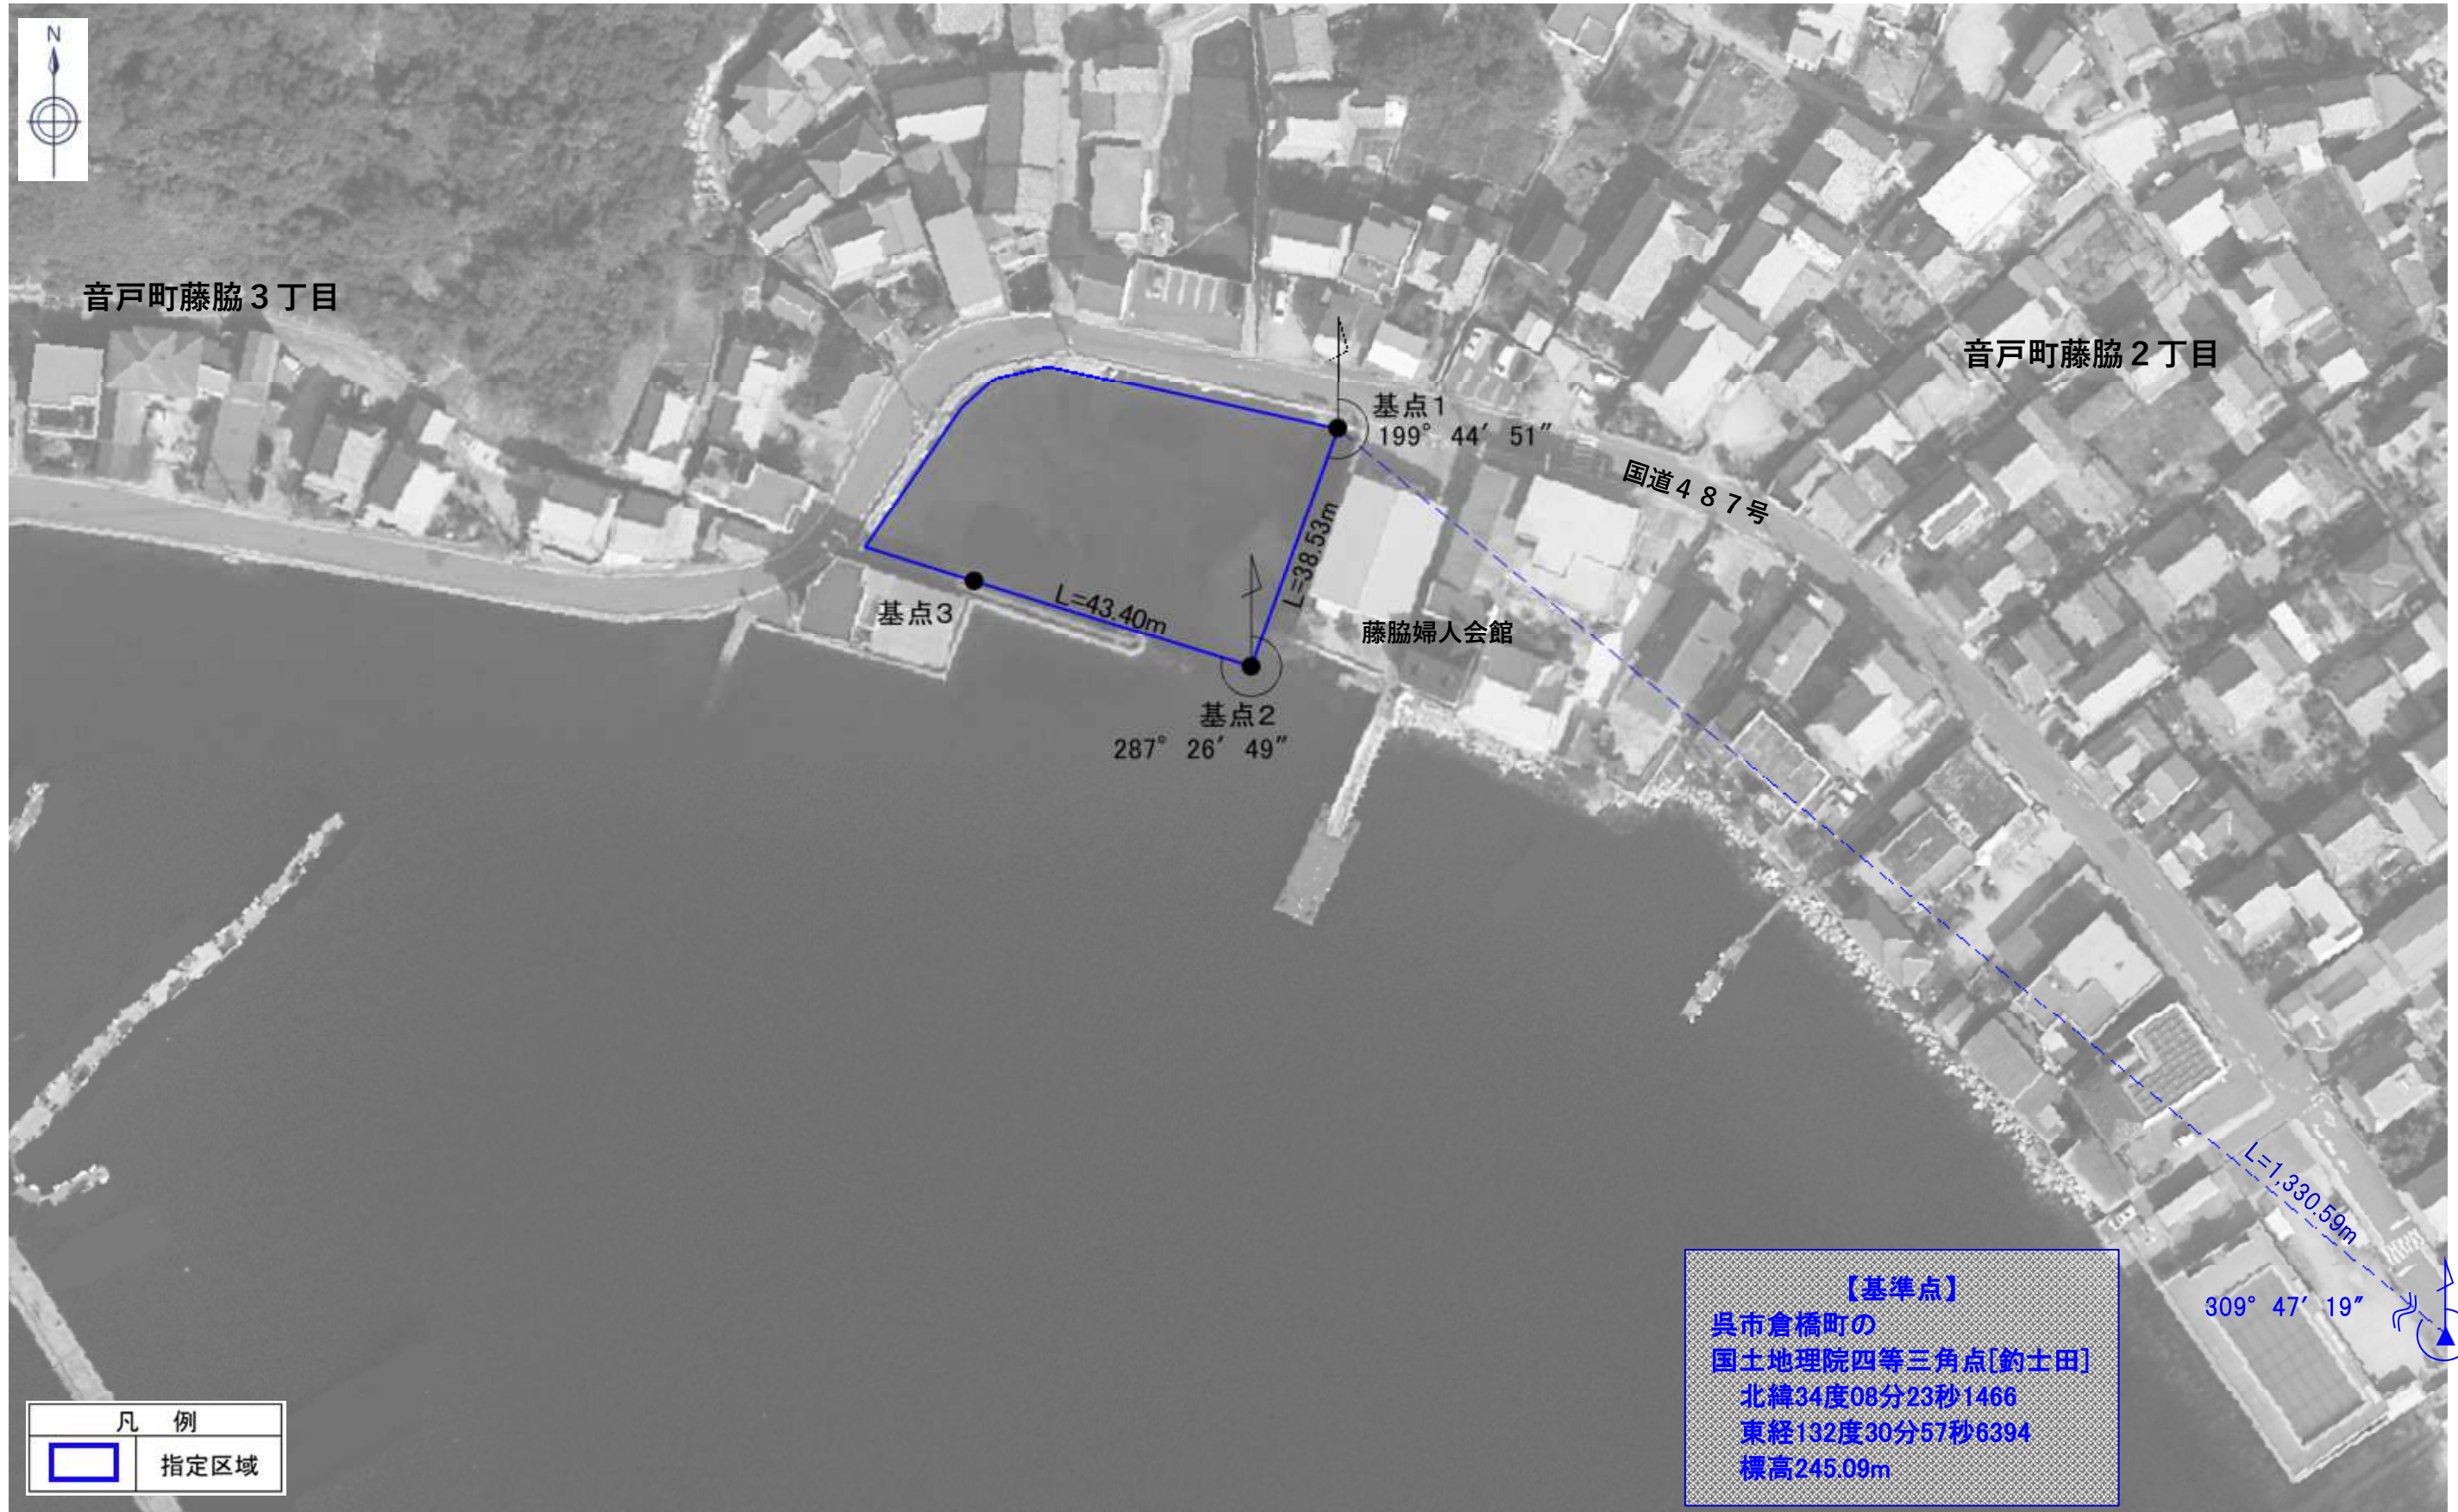 N
音戸町藤脇３丁目
音戸町藤脇２丁目
基点1
199° 44′ 51″
国道４８７号
L=38.53m
L=43.40m
基点3
藤脇婦人会館
基点2
287° 26′ 49″
L=1,330.59m
309° 47′ 19″
【基準点】
呉市倉橋町の
国土地理院四等三角点[釣士田]
北緯34度08分23秒1466
東経132度30分57秒6394
標高245.09m
凡 例
指定区域